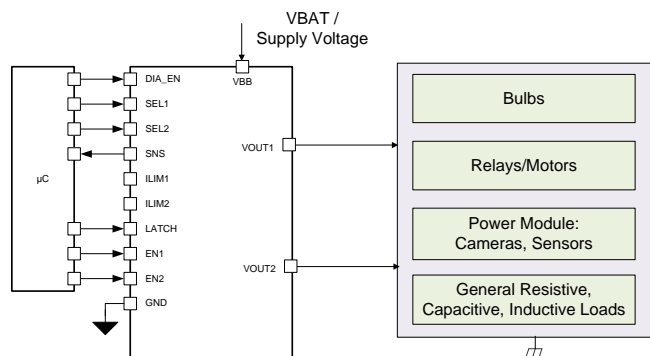 VBAT /
Supply Voltage
DIA_EN
SEL1
SEL2
SNS
ILIM1
ILIM2
LATCH
EN1
EN2
GND
µC
VBB
VOUT1
VOUT2
Bulbs
Relays/Motors
Power Module:
Cameras, Sensors
General Resistive,
Capacitive, Inductive Loads